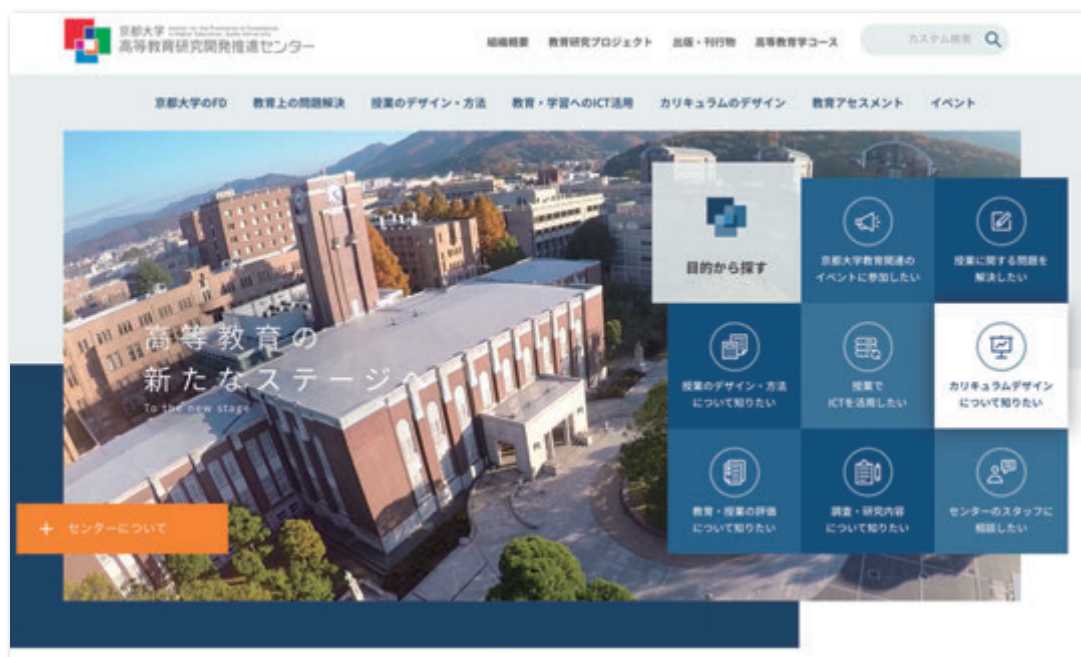 京都大学
高等教育研究開発推進センター
組織概要 教育研究プロジェクト 出版・刊行物 高等教育学コース カスタム検索
京都大学のFD 教育上の問題解決 授業のデザイン・方法 教育・学習へのICT活用 カリキュラムのデザイン 教育アセスメント イベント
高等教育の
新たなステージへ
To the new stage
+ センターについて
目的から探す
京都大学教育関連の
イベントに参加したい
授業に関する問題を
解決したい
授業のデザイン・方法
について知りたい
授業で
ICTを活用したい
カリキュラムデザイン
について知りたい
教育・授業の評価
について知りたい
調査・研究内容
について知りたい
センターのスタッフに
相談したい